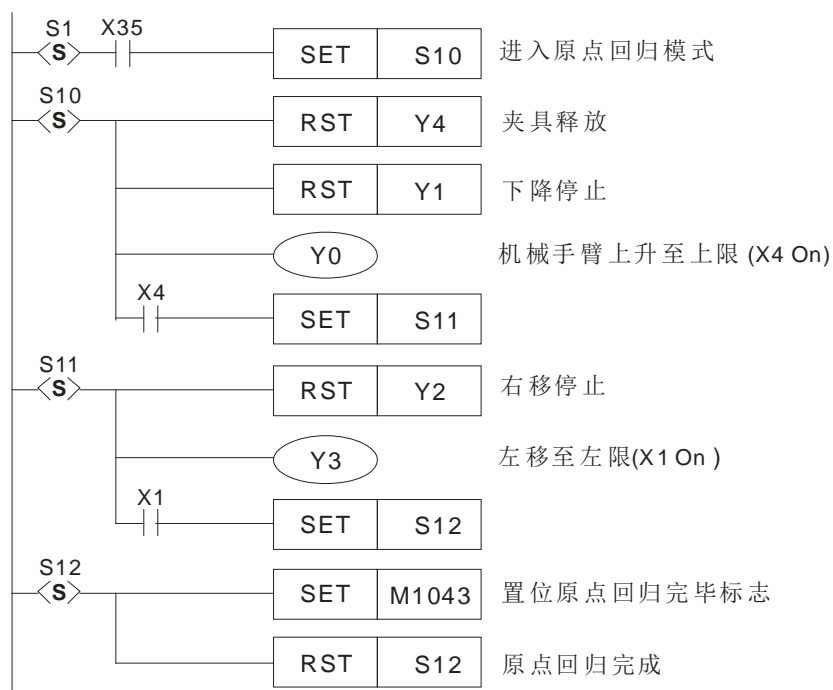 S1 X35
S SET S10 进入原点回归模式
S10
S RST Y4 夹具释放
RST Y1 下降停止
Y0 机械手臂上升至上限 (X4 On)
X4
SET S11
S11
S RST Y2 右移停止
Y3 左移至左限(X1 On )
X1
SET S12
S12
S SET M1043 置位原点回归完毕标志
RST S12 原点回归完成